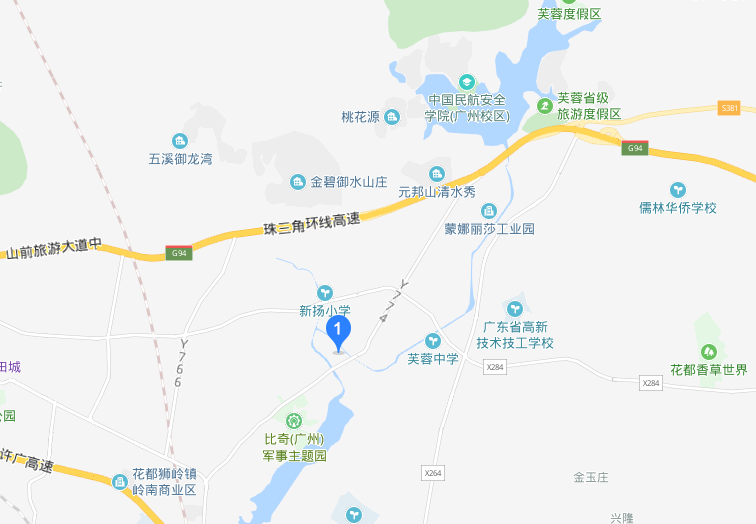 芙蓉度假区
中国民航安全
学院(广州校区)
芙蓉省级
旅游度假区
S381
桃花源
G94
五溪御龙湾
金碧御水山庄
元邦山清水秀
儒林华侨学校
珠三角环线高速
蒙娜丽莎工业园
山前旅游大道中
G94
新扬小学
Y774
1
广东省高新
技术技工学校
Y766
芙蓉中学
X284
X284
花都香草世界
田城
公园
比奇(广州)
军事主题园
许广高速
花都狮岭镇
岭南商业区
X264
金玉庄
兴隆